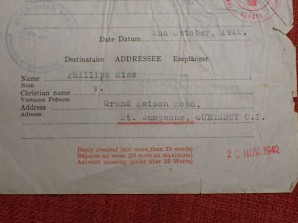 Date Datum 2nd October, 1942.
Destinataire ADDRESSEE Empfänger
Name Phillips Miss
Nom
Christian name V.
Vorname Prénom
Address Grand Maison Road,
Adresse St. Sampsons, GUERNSEY C.I.
Reply overleaf (not more than 25 words)
Réponse au verso (25 mots au maximum)
Antwort umseitig (nicht über 25 Worte)
2 NOV. 1942